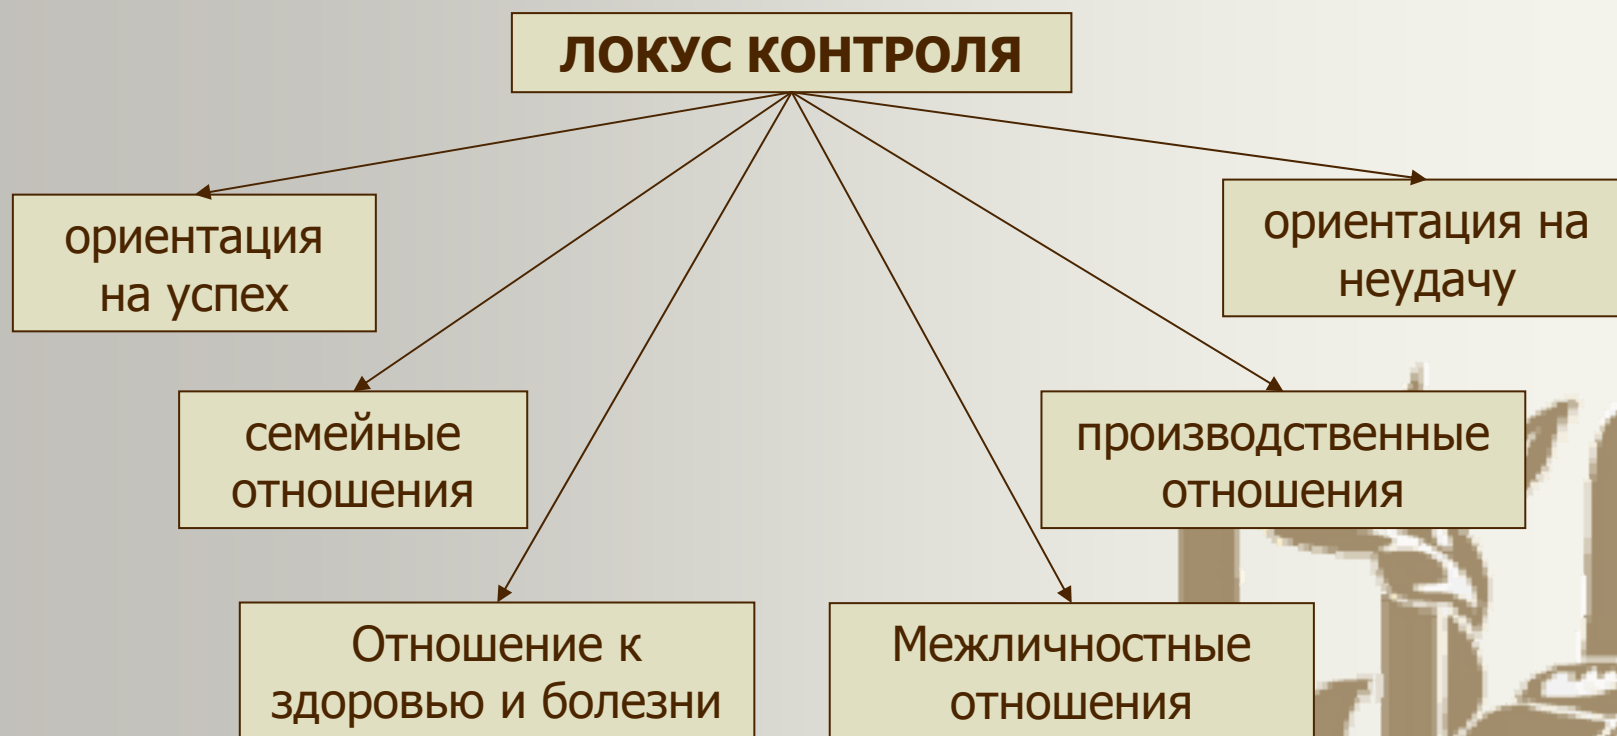 ЛОКУС КОНТРОЛЯ
ориентация
на успех
ориентация на
неудачу
семейные
отношения
производственные
отношения
Отношение к
здоровью и болезни
Межличностные
отношения